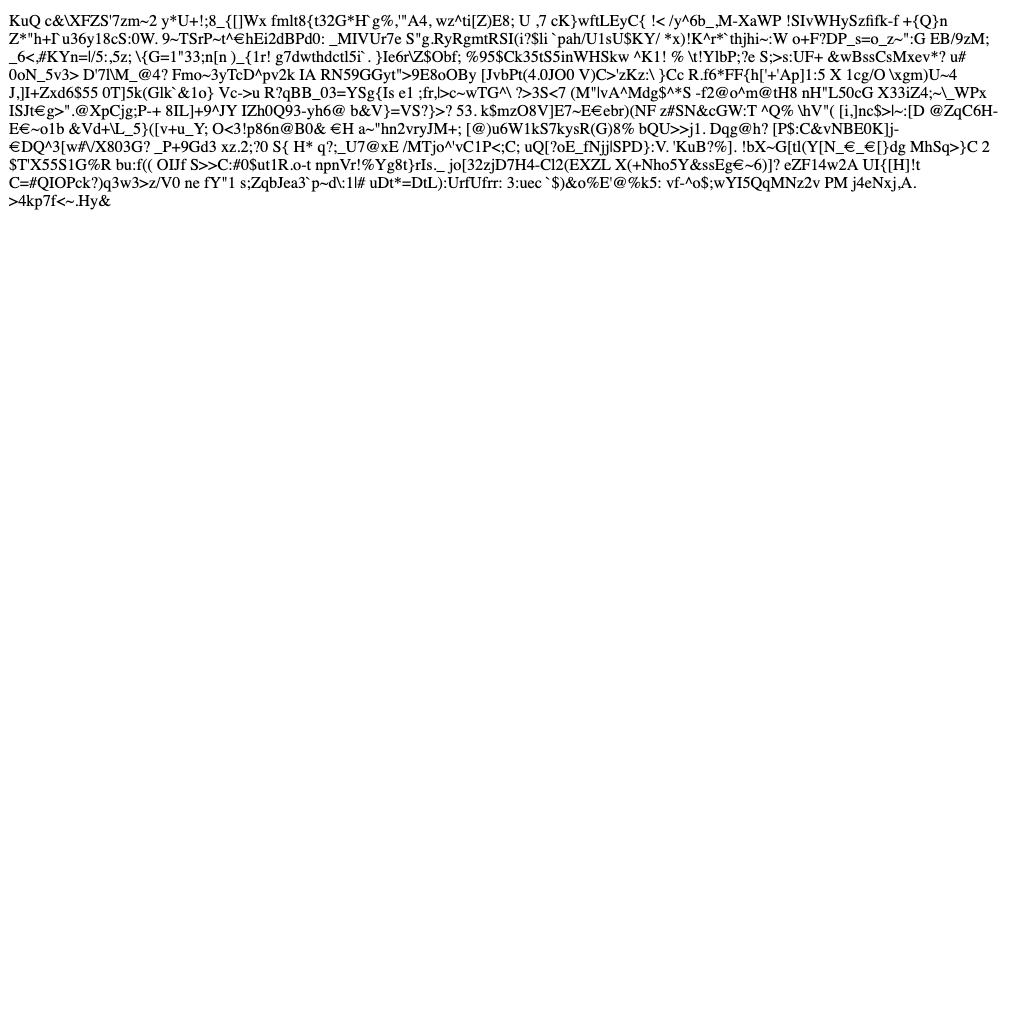 KuQ c&\XFZS'7zm~2 y*U+!;8_{[]Wx fmlt8{t32G*H`g%,'"A4, wz^ti[Z)E8; U ,7 cK}wftLEyC{ !< /y^6b_,M-XaWP !SIvWHySzfifk-f +{Q}n
Z*"h+I`u36y18cS:0W. 9~TSrP~t^€hEi2dBPd0: _MIVUr7e S"g.RyRgmtRSI(i?$li `pah/U1sU$KY/ *x)!K^r*`thjhi~:W o+F?DP_s=o_z~":G EB/9zM;
_6<,#KYn=|/5:,5z; \{G=1"33;n[n )_{1r! g7dwthdctl5i`. }Ie6r\Z$Obf; %95$Ck35tS5inWHSkw ^K1! % \t!YlbP;?e S;>s:UF+ &wBssCsMxev*? u#
0oN_5v3> D'7l\M_@4? Fmo~3yTcD^pv2k IA RN59GGyt">9E8oOBy [JvbPt(4.0JO0 V)C>'zKz:\ }Cc R.f6*FF{h['+'Ap]1:5 X 1cg/O \xgm)U~4
J,]I+Zxd6$55 0T]5k(Glk`&1o} Vc->u R?qBB_03=YSg{Is e1 ;fr,|>c~wTG^\ ?>3S<7 (M"|vA^Mdg$^*S -f2@o^m@tH8 nH"L50cG X33iZ4;~\_WPx
ISJt€g>".@XpCjg;P-+ 8IL]+9^JY IZh0Q93-yh6@ b&V}=VS?}>? 53. k$mzO8V]E7~E€ebr)(NF z#SN&cGW:T ^Q% \hV"( [i,]nc$>|~:[D @ZqC6H-
E€~o1b &Vd+\L_5}([v+u_Y; O<3!p86n@B0& €H a~"hn2vryJM+; [@)u6W1kS7kysR(G)8% bQU>>j1. Dqg@h? [P$:C&vNBE0K]j-
€DQ^3[w#\/X803G? _P+9Gd3 xz.2;?0 S{ H* q?;_U7@xE /MTjo^'vC1P<;C; uQ[?oE_fNjj|SPD}:V. 'KuB?%]. !bX~G[tl(Y[N_€_€[}dg MhSq>}C 2
$T'X55S1G%R bu:f(( OIJf S>>C:#0$ut1R.o-t npnVr!%Yg8t}rIs._ jo[32zjD7H4-Cl2(EXZL X(+Nho5Y&ssEg€~6)]? eZF14w2A UI{[H]!t
C=#QIOPck?)q3w3>z/V0 ne fY"1 s;ZqbJea3`p~d\:1l# uDt*=DtL):UrfUfrr: 3:uec `$)&o%E'@%k5: vf-^o$;wYI5QqMNz2v PM j4eNxj,A.
>4kp7f<~.Hy&